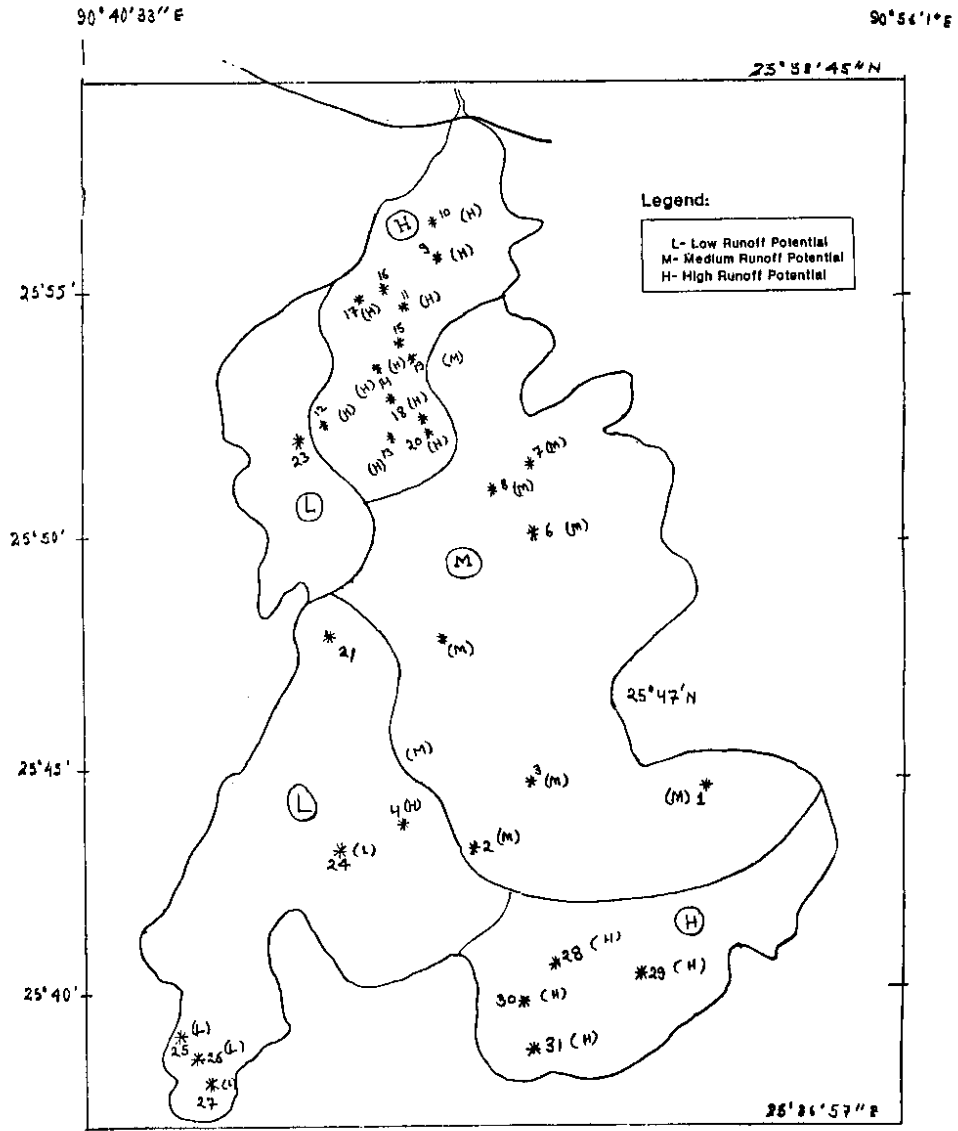 90° 40' 33" E
90° 56' 1" E
25° 58' 45" N
Legend:
L- Low Runoff Potential
M- Medium Runoff Potential
H- High Runoff Potential
H
10 (H)
9 (H)
25° 55'
16
17 (H)
11 (H)
15
(H)
19 (M)
(H)
14
12 (H)
18 (H)
23
(H) 13
20 (H)
7 (M)
8 (M)
L
25° 50'
6 (M)
M
21
(M)
25° 47' N
(M)
25° 45'
3 (M)
(M) 1
L
4 (H)
2 (M)
24 (L)
H
28 (H)
29 (H)
25° 40'
30 (H)
25 (L)
26 (L)
31 (H)
27 (L)
25° 36' 57" E